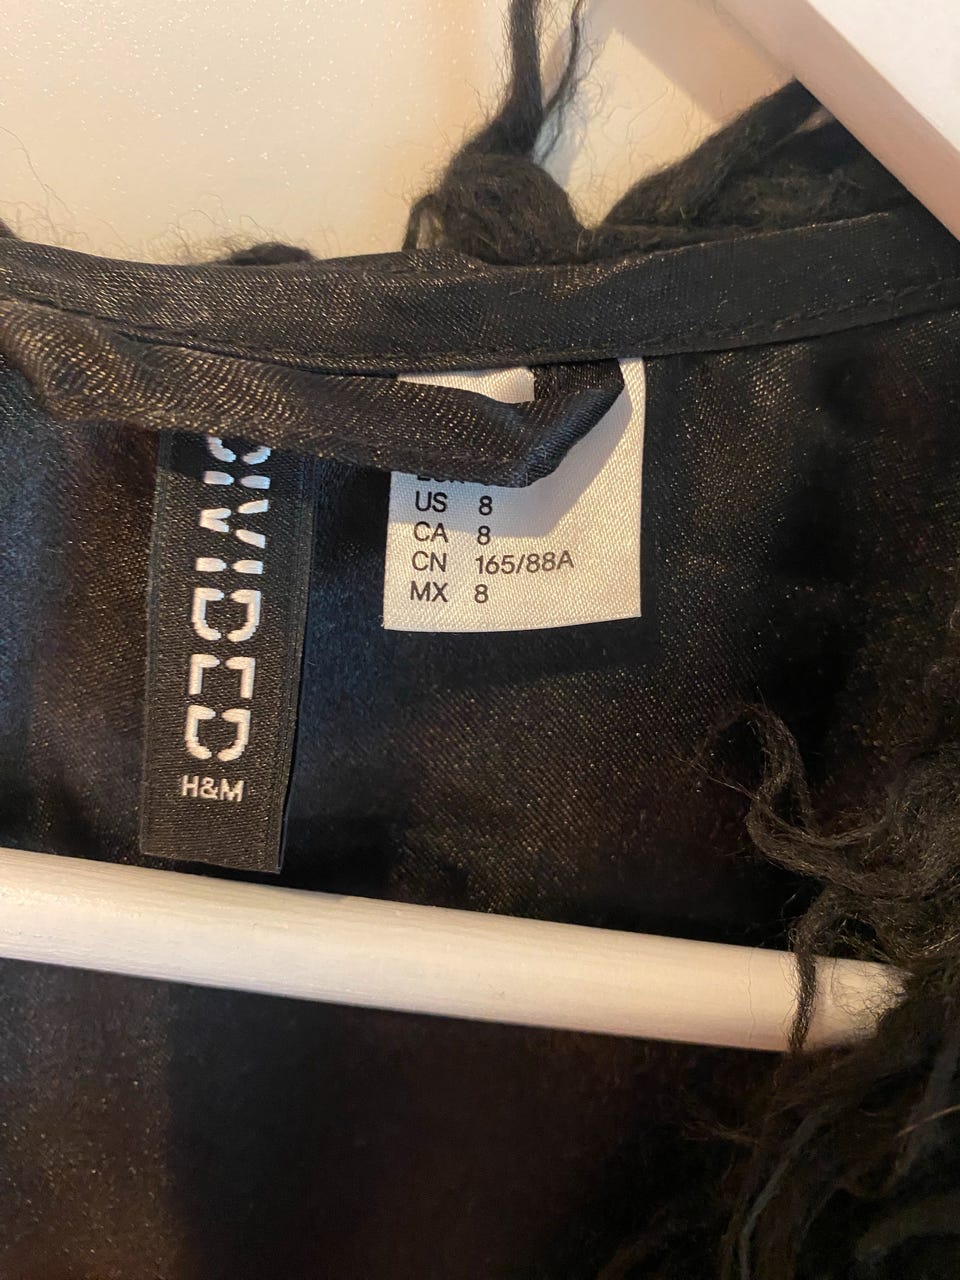 DIVIDED
H&M
US 8
CA 8
CN 165/88A
MX 8